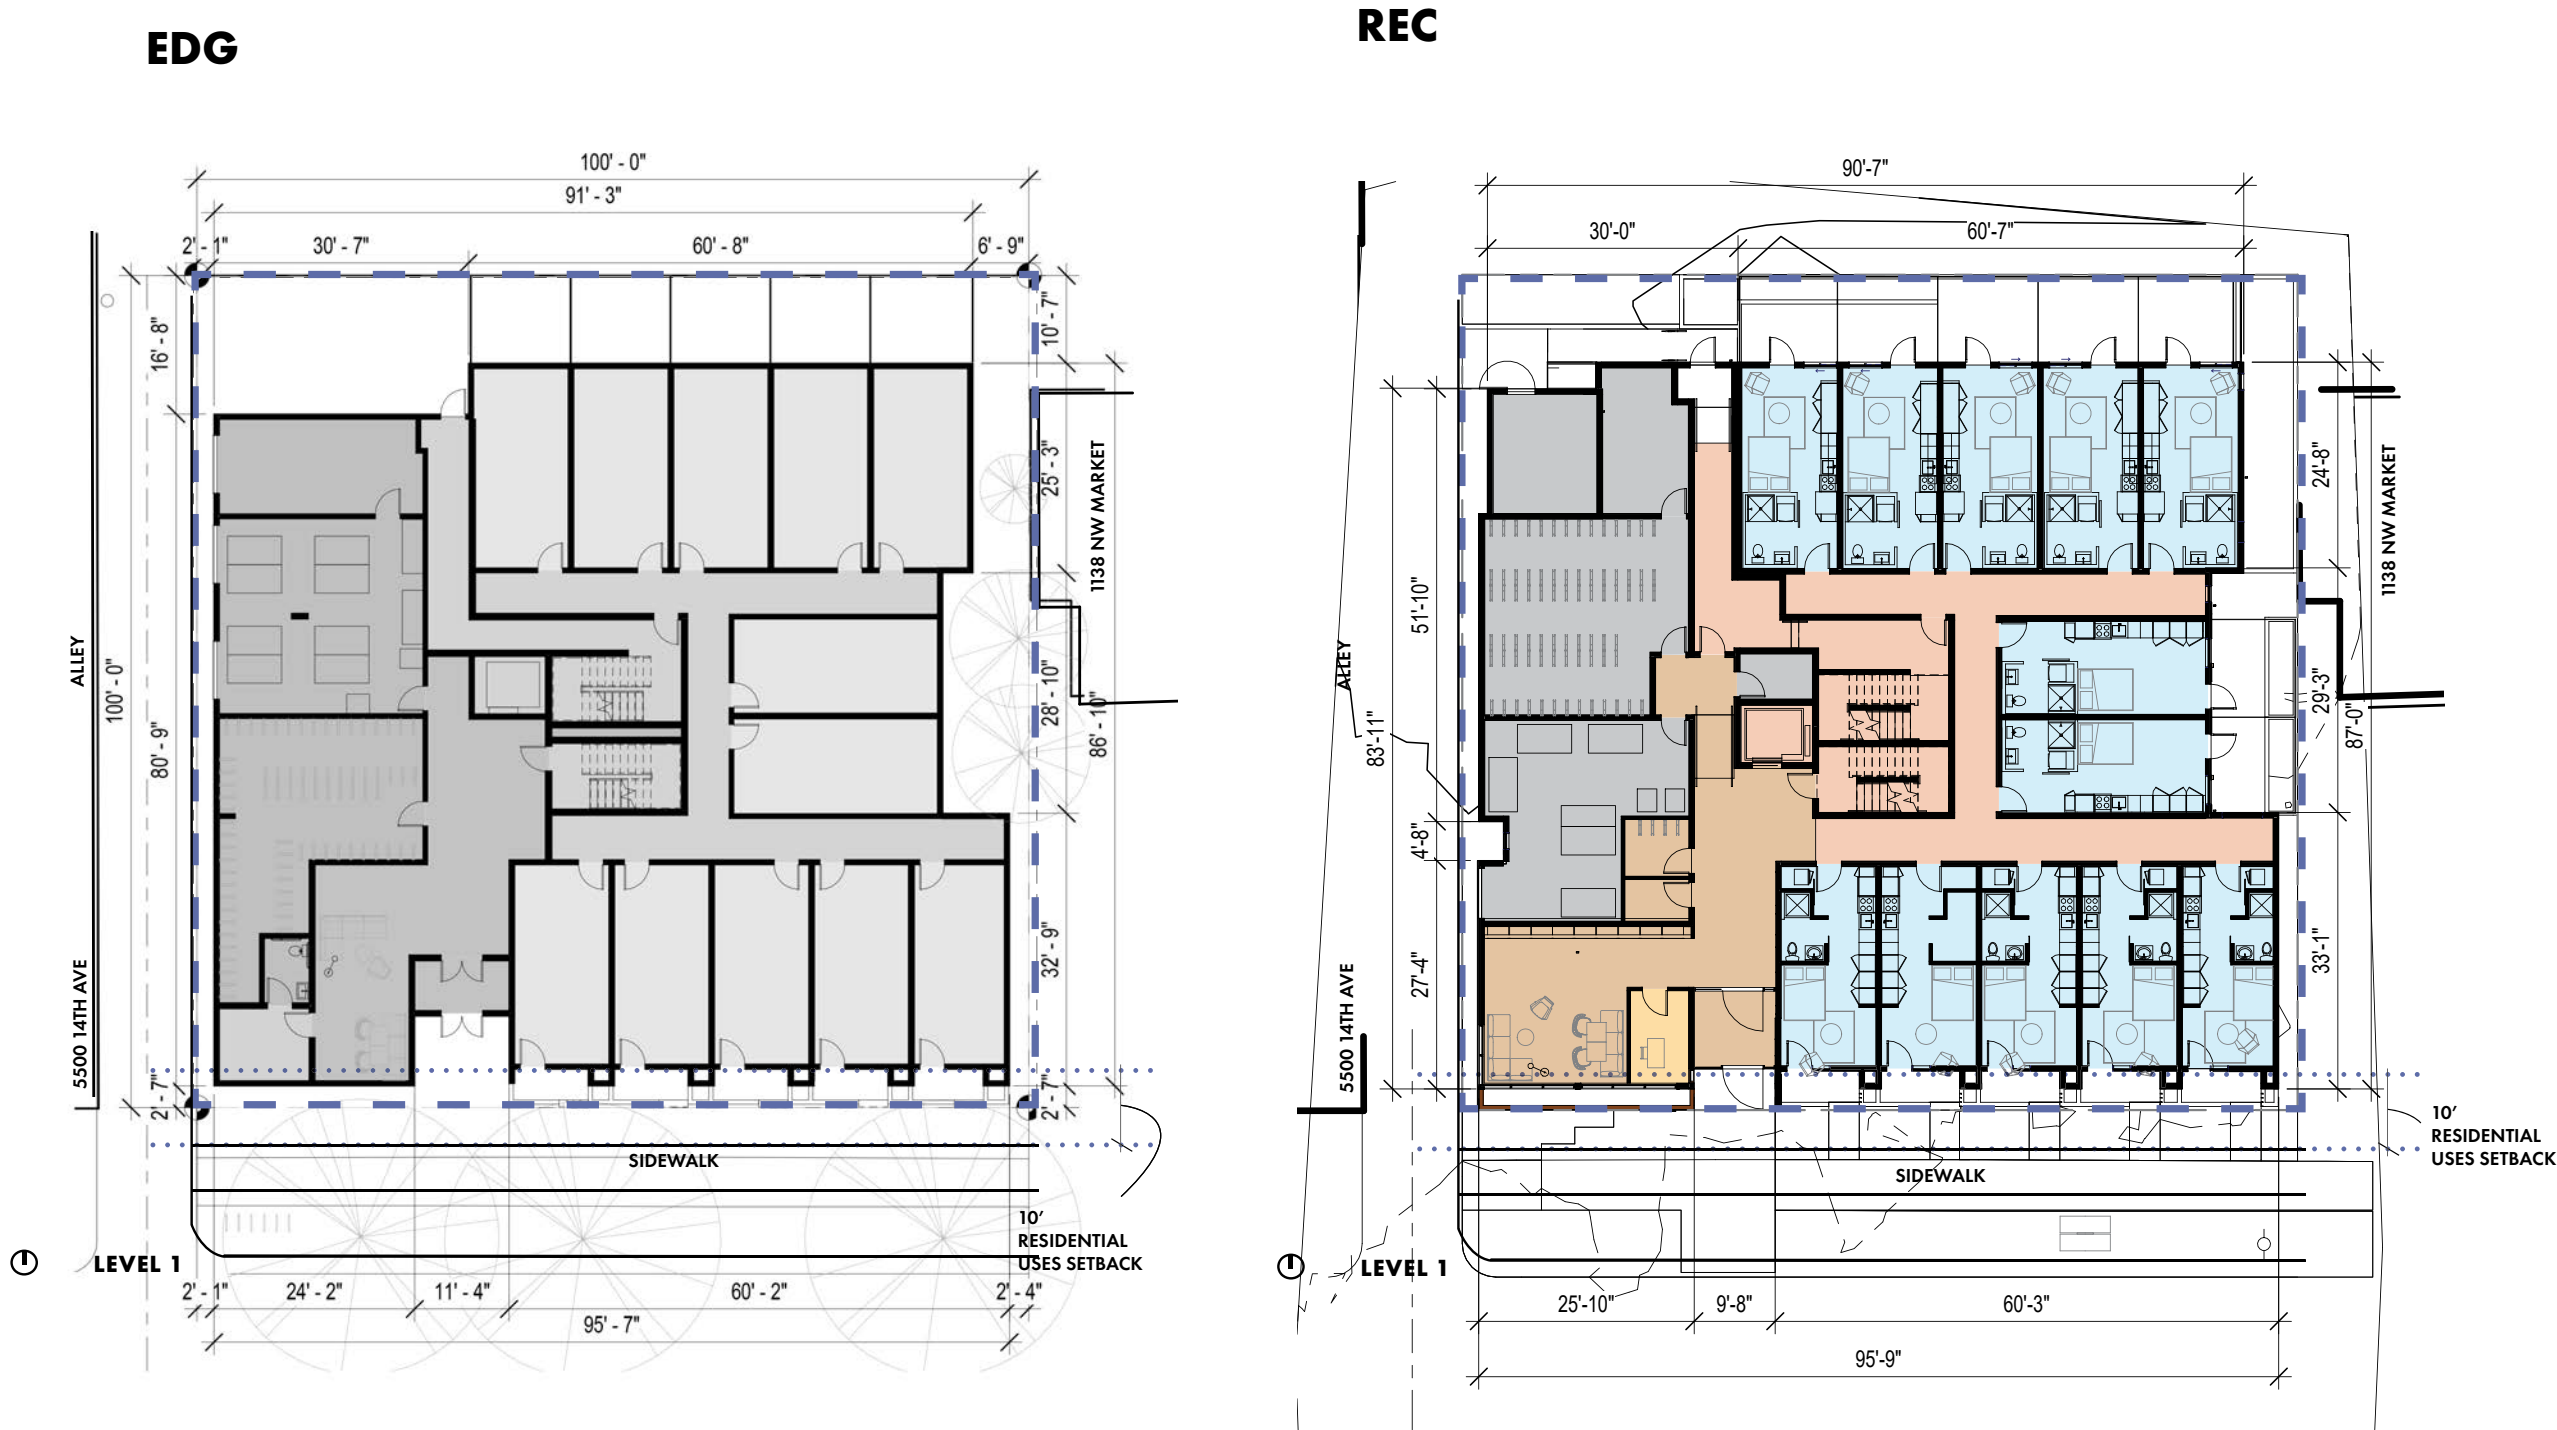 EDG
100' - 0"
91' - 3"
2' - 1"
30' - 7"
60' - 8"
6' - 9"
16' - 8"
10' - 7"
25' - 3"
1138 NW MARKET
ALLEY
100' - 0"
80' - 9"
28' - 10"
86' - 10"
32' - 9"
5500 14TH AVE
2' - 7"
2' - 7"
SIDEWALK
10’
RESIDENTIAL
USES SETBACK
LEVEL 1
2' - 1"
24' - 2"
11' - 4"
60' - 2"
2' - 4"
95' - 7"
REC
90'-7"
30'-0"
60'-7"
24'-8"
1138 NW MARKET
51'-10"
ALLEY
83'-11"
29'-3"
87'-0"
4'-8"
27'-4"
33'-1"
5500 14TH AVE
10’
RESIDENTIAL
USES SETBACK
SIDEWALK
LEVEL 1
25'-10"
9'-8"
60'-3"
95'-9"